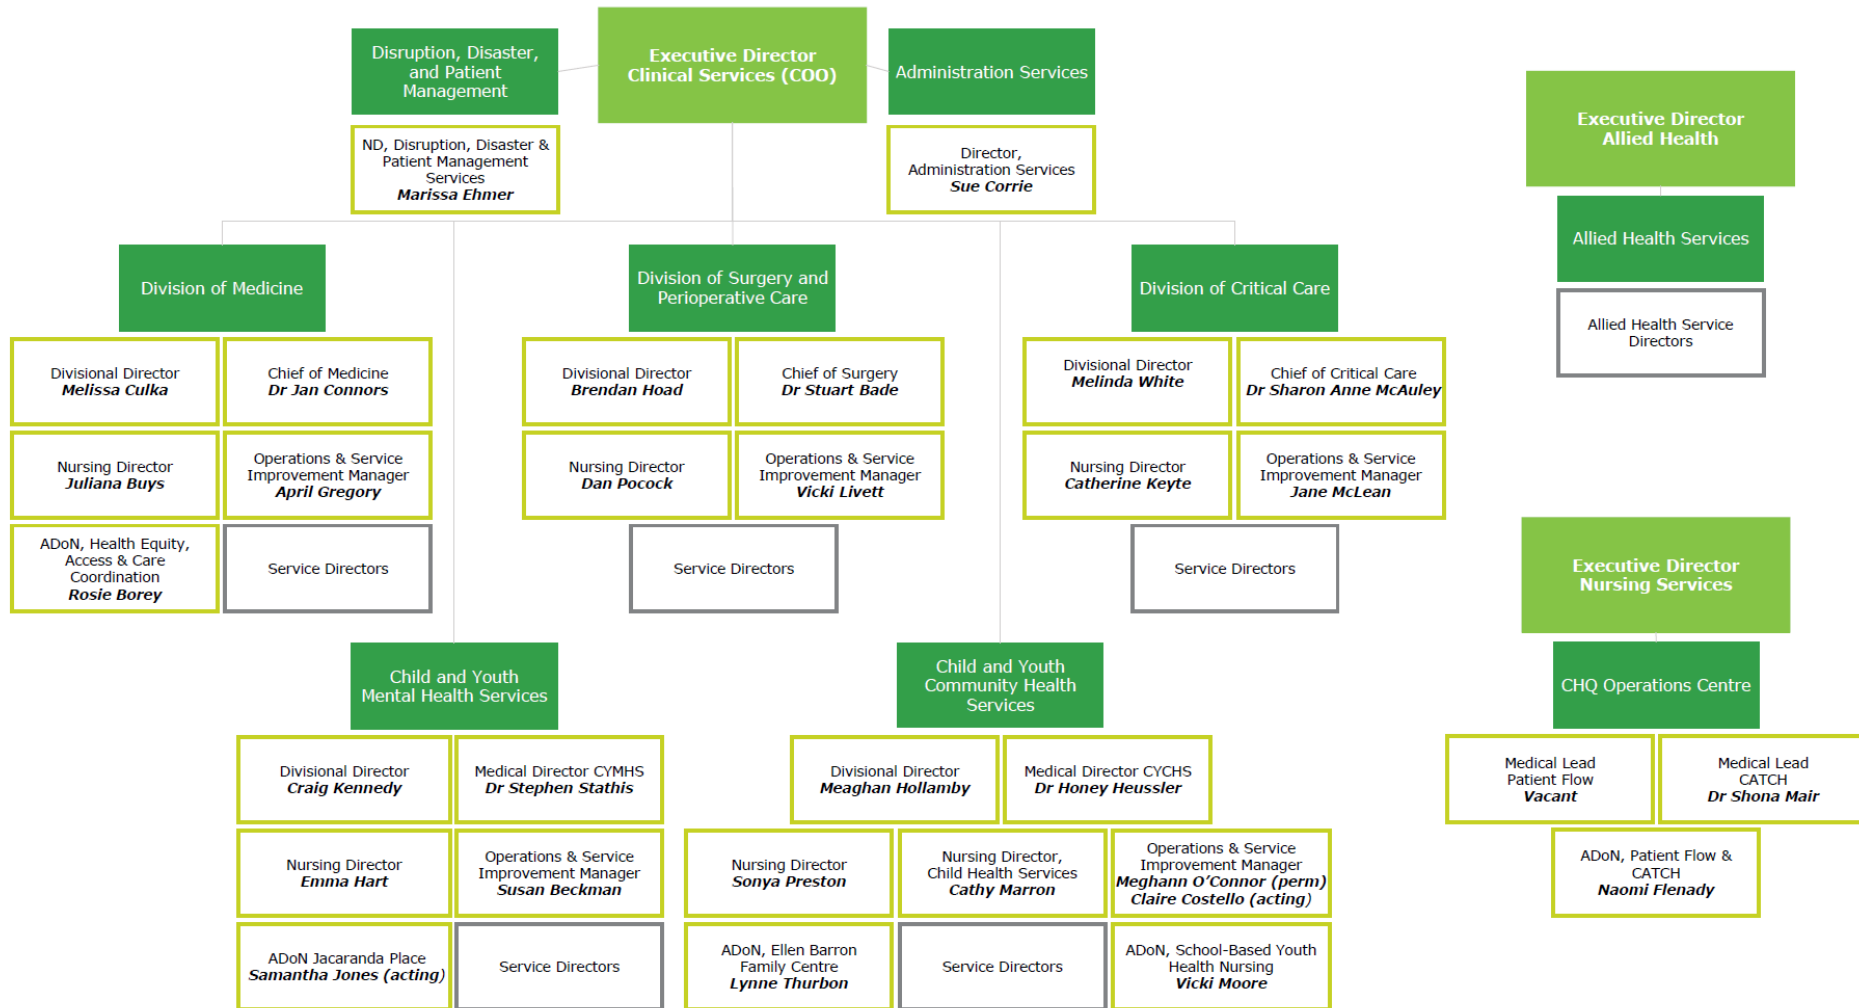 Disruption, Disaster,
and Patient
Management
Executive Director
Clinical Services (COO)
Administration Services
ND, Disruption, Disaster &
Patient Management
Services
Marissa Ehmer
Director,
Administration Services
Sue Corrie
Executive Director
Allied Health
Allied Health Services
Allied Health Service
Directors
Division of Medicine
Divisional Director
Melissa Culka
Chief of Medicine
Dr Jan Connors
Nursing Director
Juliana Buys
Operations & Service
Improvement Manager
April Gregory
ADoN, Health Equity,
Access & Care
Coordination
Rosie Borey
Service Directors
Division of Surgery and
Perioperative Care
Divisional Director
Brendan Hoad
Chief of Surgery
Dr Stuart Bade
Nursing Director
Dan Pocock
Operations & Service
Improvement Manager
Vicki Livett
Service Directors
Division of Critical Care
Divisional Director
Melinda White
Chief of Critical Care
Dr Sharon Anne McAuley
Nursing Director
Catherine Keyte
Operations & Service
Improvement Manager
Jane McLean
Service Directors
Executive Director
Nursing Services
CHQ Operations Centre
Medical Lead
Patient Flow
Vacant
Medical Lead
CATCH
Dr Shona Mair
ADoN, Patient Flow &
CATCH
Naomi Flenady
Child and Youth
Mental Health Services
Divisional Director
Craig Kennedy
Medical Director CYMHS
Dr Stephen Stathis
Nursing Director
Emma Hart
Operations & Service
Improvement Manager
Susan Beckman
ADoN Jacaranda Place
Samantha Jones (acting)
Service Directors
Child and Youth
Community Health
Services
Divisional Director
Meaghan Hollamby
Medical Director CYCHS
Dr Honey Heussler
Nursing Director
Sonya Preston
Nursing Director,
Child Health Services
Cathy Marron
Operations & Service
Improvement Manager
Meghann O’Connor (perm)
Claire Costello (acting)
ADoN, Ellen Barron
Family Centre
Lynne Thurbon
Service Directors
ADoN, School-Based Youth
Health Nursing
Vicki Moore